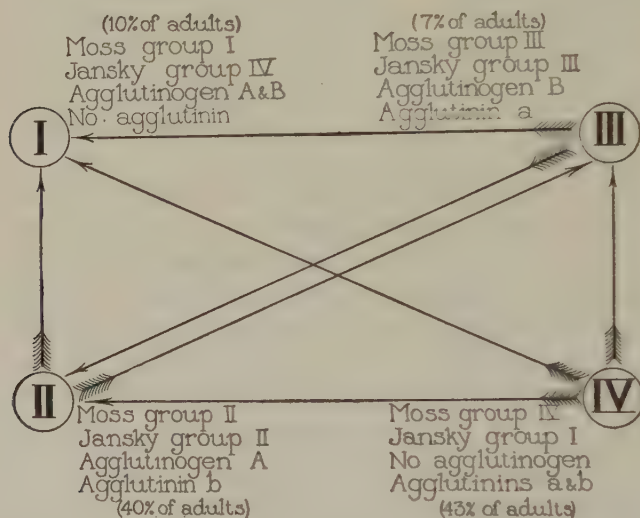 (10% of adults)
Moss group I
Jansky group IV
Agglutinogen A&B
No agglutinin
(7% of adults)
Moss group III
Jansky group III
Agglutinogen B
Agglutinin a
I
III
II
IV
Moss group II
Jansky group II
Agglutinogen A
Agglutinin b
(40% of adults)
Moss group IV
Jansky group I
No agglutinogen
Agglutinins a&b
(43% of adults)